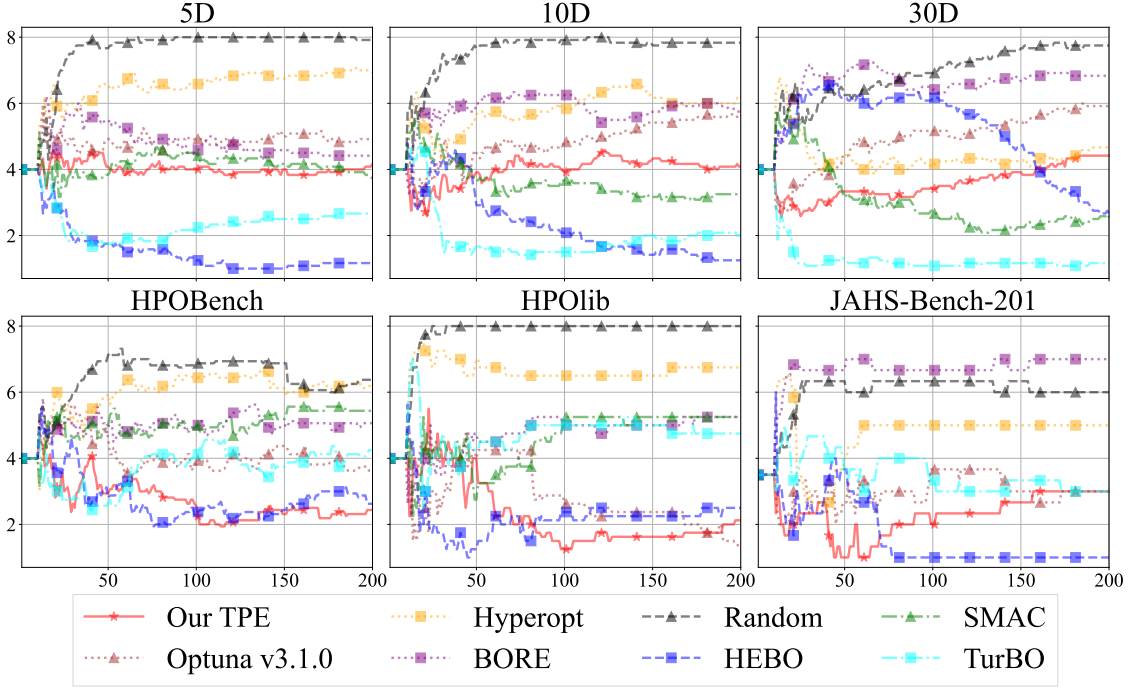 5D 10D 30D
8
6
4
2
HPOBench HPOlib JAHS-Bench-201
8
6
4
2
50 100 150 200 50 100 150 200 50 100 150 200
Our TPE Hyperopt Random SMAC
Optuna v3.1.0 BORE HEBO TurBO